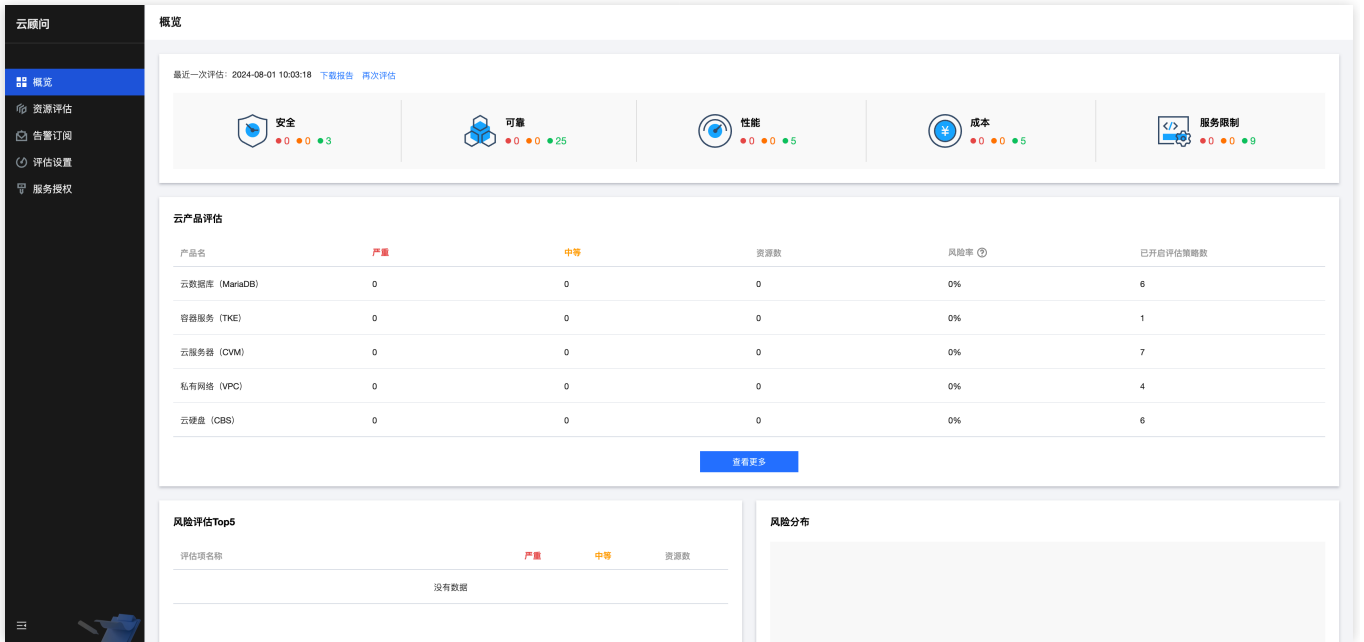 云顾问
概览
概览
资源评估
告警订阅
评估设置
服务授权
最近一次评估：2024-08-01 10:03:18 下载报告 再次评估
安全
0 0 3
可靠
0 0 25
性能
0 0 5
成本
0 0 5
服务限制
0 0 9
云产品评估
产品名 严重 中等 资源数 风险率 已开启评估策略数
云数据库（MariaDB） 0 0 0 0% 6
容器服务（TKE） 0 0 0 0% 1
云服务器（CVM） 0 0 0 0% 7
私有网络（VPC） 0 0 0 0% 4
云硬盘（CBS） 0 0 0 0% 6
查看更多
风险评估Top5
评估项名称 严重 中等 资源数
没有数据
风险分布